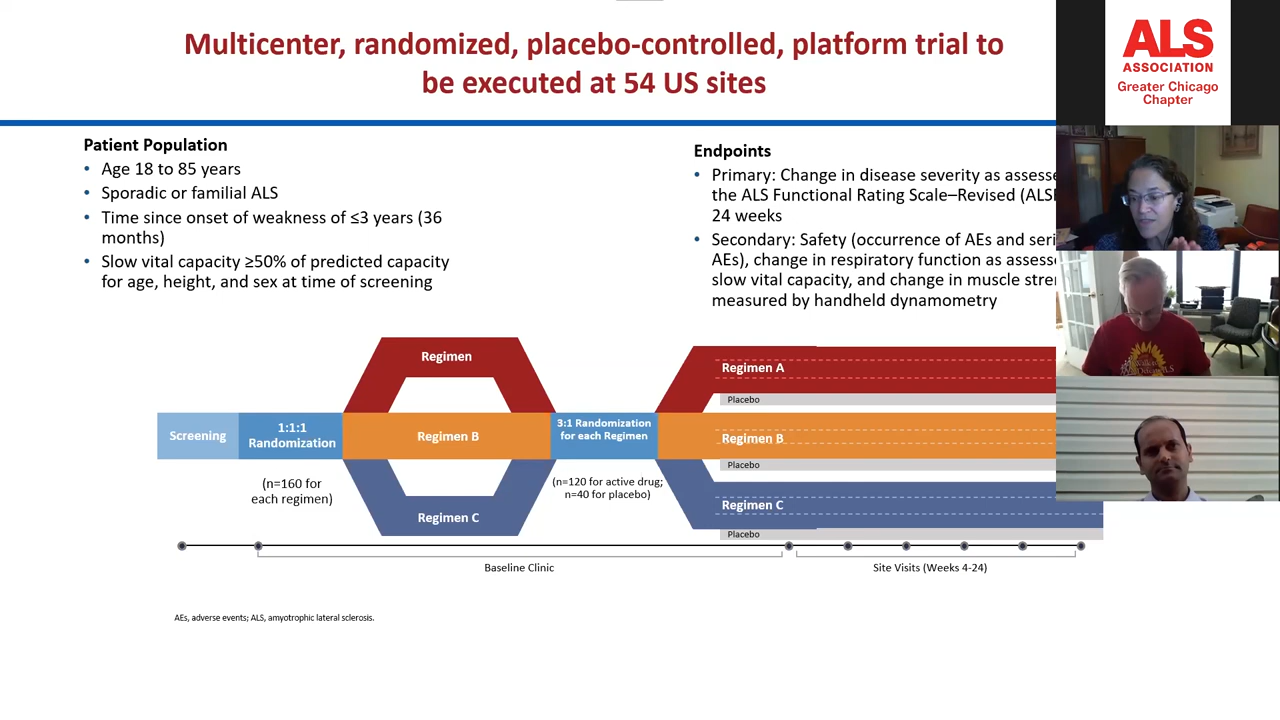 Multicenter, randomized, placebo-controlled, platform trial to
be executed at 54 US sites
ALS
ASSOCIATION
Greater Chicago
Chapter
Patient Population
• Age 18 to 85 years
• Sporadic or familial ALS
• Time since onset of weakness of ≤3 years (36
months)
• Slow vital capacity ≥50% of predicted capacity
for age, height, and sex at time of screening
Endpoints
• Primary: Change in disease severity as assess
the ALS Functional Rating Scale–Revised (ALS
24 weeks
• Secondary: Safety (occurrence of AEs and seri
AEs), change in respiratory function as assess
slow vital capacity, and change in muscle stre
measured by handheld dynamometry
Screening
1:1:1
Randomization
(n=160 for
each regimen)
Regimen
Regimen B
Regimen C
3:1 Randomization
for each Regimen
(n=120 for active drug;
n=40 for placebo)
Regimen A
Placebo
Regimen B
Placebo
Regimen C
Placebo
Baseline Clinic
Site Visits (Weeks 4-24)
AEs, adverse events; ALS, amyotrophic lateral sclerosis.